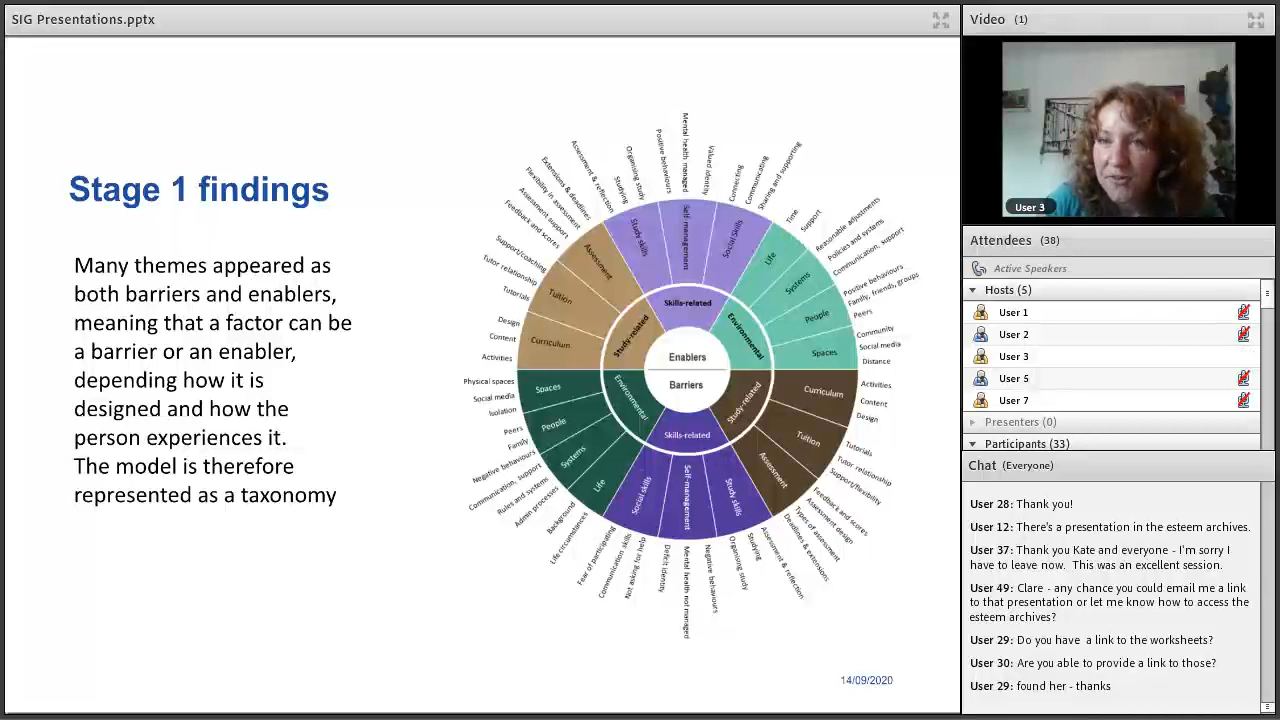 SIG Presentations.pptx
Stage 1 findings
Many themes appeared as
both barriers and enablers,
meaning that a factor can be
a barrier or an enabler,
depending how it is
designed and how the
person experiences it.
The model is therefore
represented as a taxonomy
Enablers
Barriers
Skills-related
Environmental
Study-related
Skills-related
Environmental
Study-related
Study skills
Self-management
Social Skills
Life
Systems
People
Spaces
Curriculum
Tuition
Assessment
Study skills
Self-management
Social skills
Life
Systems
People
Spaces
Curriculum
Tuition
Assessment
Studying
Organising study
Positive behaviours
Mental health managed
Valued identity
Connecting
Communicating
Sharing and supporting
Time
Support
Reasonable adjustments
Policies and systems
Communication, support
Positive behaviours
Family, friends, groups
Peers
Community
Social media
Distance
Activities
Content
Design
Tutorials
Tutor relationship
Support/flexibility
Feedback and scores
Assessment design
Types of assessment
Deadlines & extensions
Assessment & reflection
Studying
Organising study
Negative behaviours
Mental health not managed
Deficit identity
Not asking for help
Communication skills
Fear of participating
Life circumstances
Background
Admin processes
Rules and systems
Communication, support
Negative behaviours
Family
Peers
Isolation
Social media
Physical spaces
Activities
Content
Design
Tutorials
Tutor relationship
Support/coaching
Feedback and scores
Assessment support
Flexibility in assessment
Extensions & deadlines
Assessment & reflection
14/09/2020
Video (1)
User 3
Attendees (38)
Active Speakers
Hosts (5)
User 1
User 2
User 3
User 5
User 7
Presenters (0)
Participants (33)
Chat (Everyone)
User 28: Thank you!
User 12: There's a presentation in the esteem archives.
User 37: Thank you Kate and everyone - I'm sorry I
have to leave now. This was an excellent session.
User 49: Clare - any chance you could email me a link
to that presentation or let me know how to access the
esteem archives?
User 29: Do you have a link to the worksheets?
User 30: Are you able to provide a link to those?
User 29: found her - thanks